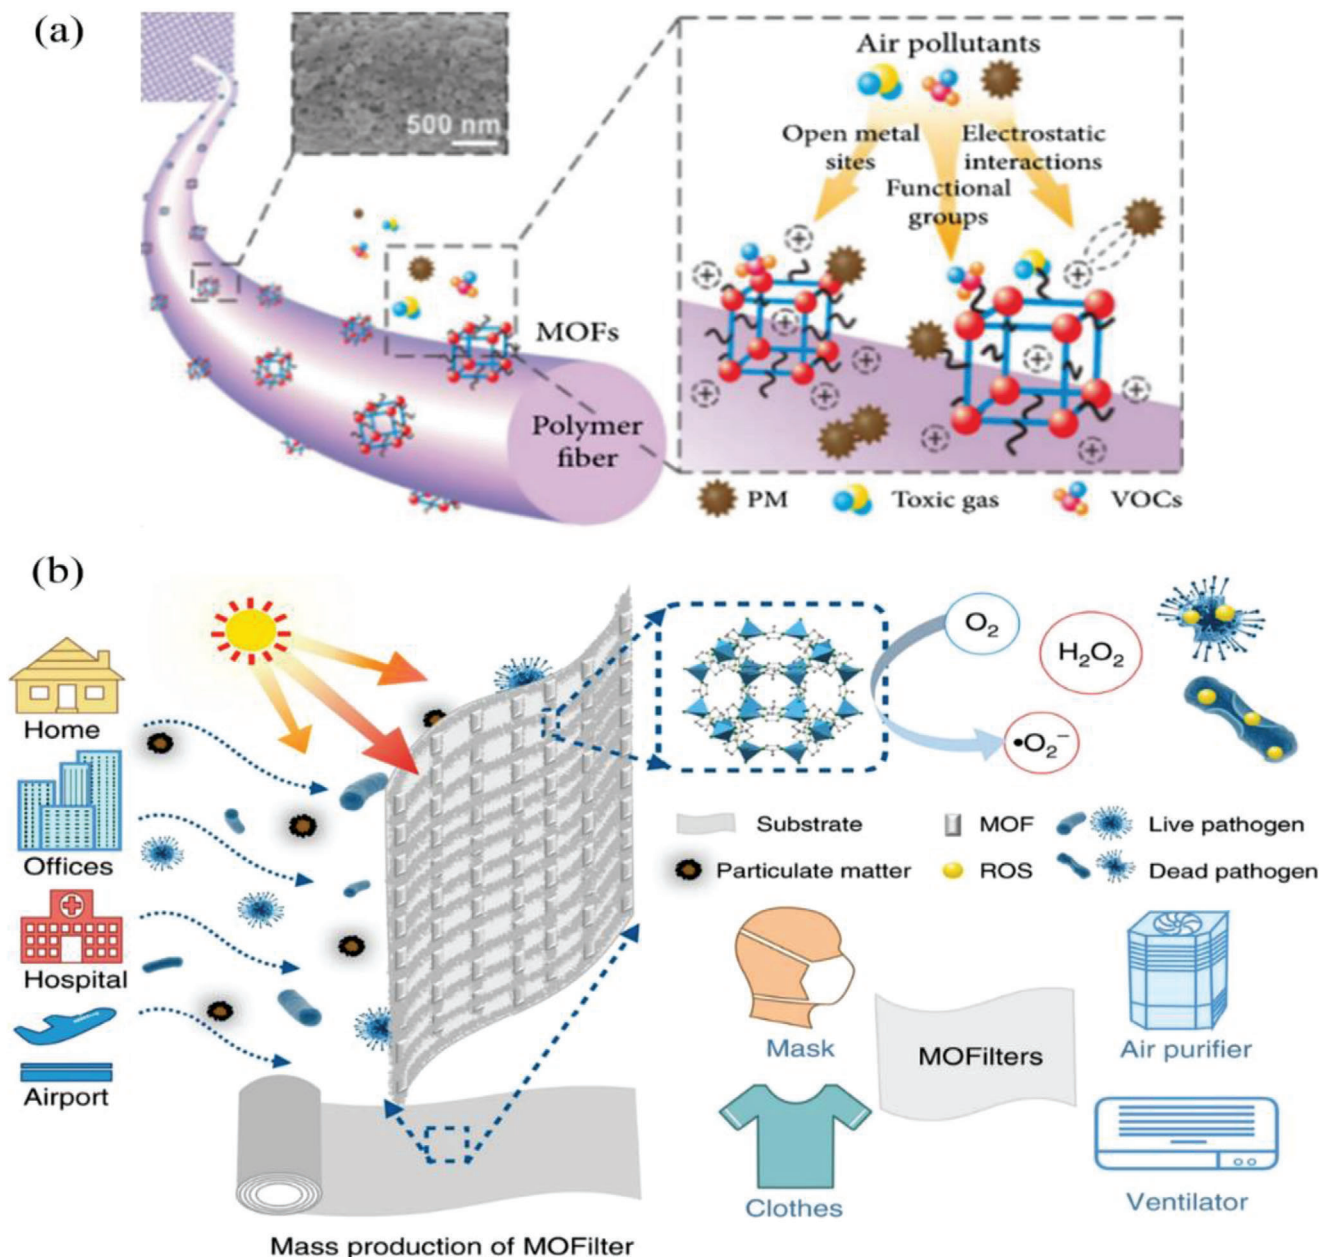 (a)
500 nm
MOFs
Polymer
fiber
Air pollutants
Open metal
sites
Electrostatic
interactions
Functional
groups
PM
Toxic gas
VOCs
(b)
Home
Offices
Hospital
Airport
O₂
H₂O₂
•O₂⁻
Substrate
MOF
Live pathogen
Particulate matter
ROS
Dead pathogen
Mask
MOFilters
Air purifier
Clothes
Ventilator
Mass production of MOFilter